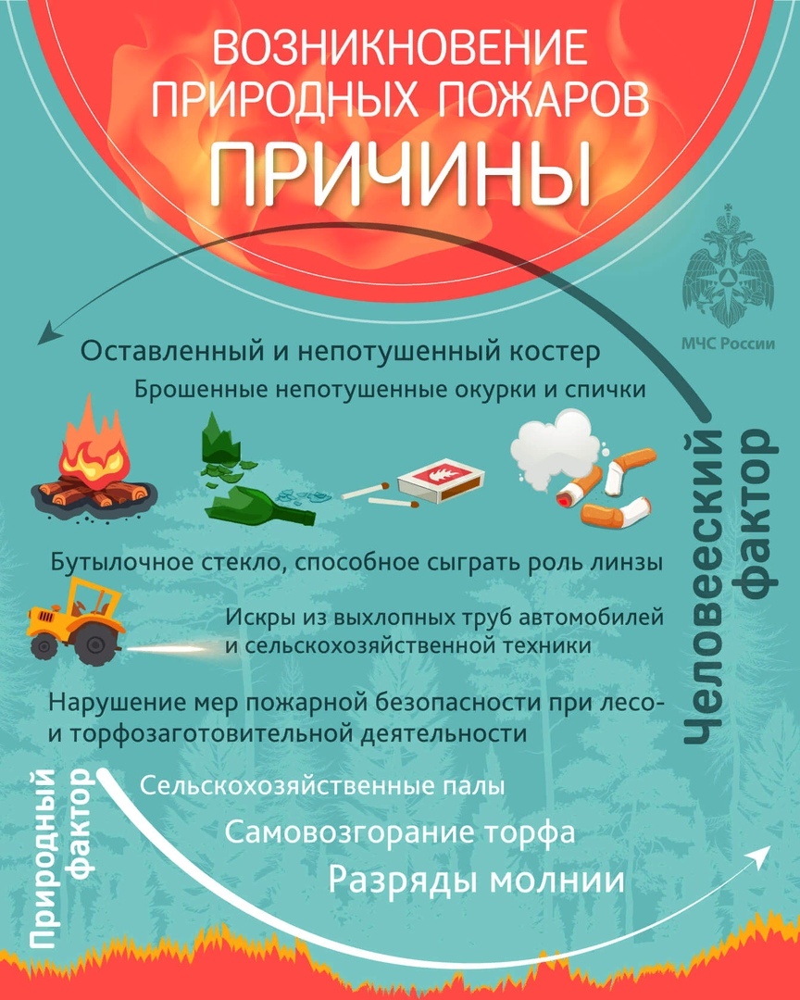 ВОЗНИКНОВЕНИЕ
ПРИРОДНЫХ ПОЖАРОВ
ПРИЧИНЫ
МЧС России
Оставленный и непотушенный костер
Брошенные непотушенные окурки и спички
Человееский
фактор
Бутылочное стекло, способное сыграть роль линзы
Искры из выхлопных труб автомобилей
и сельскохозяйственной техники
Нарушение мер пожарной безопасности при лесо-
и торфозаготовительной деятельности
Природный
фактор
Сельскохозяйственные палы
Самовозгорание торфа
Разряды молнии